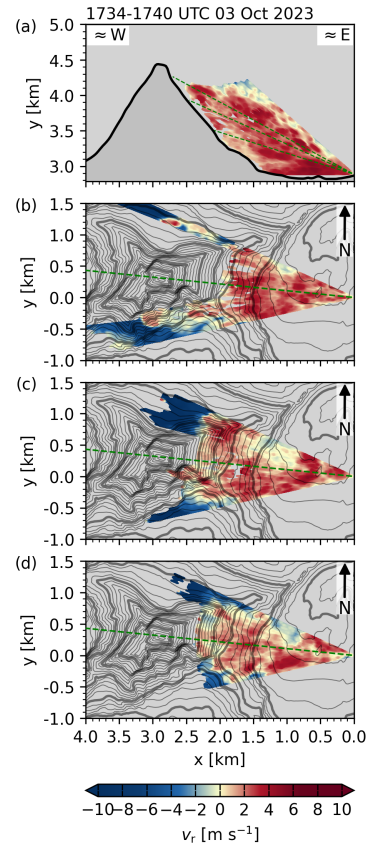 1734-1740 UTC 03 Oct 2023
(a)
≈ W
≈ E
5.0
4.5
4.0
3.5
3.0
y [km]
(b)
1.5
1.0
0.5
0.0
-0.5
-1.0
y [km]
N
(c)
1.5
1.0
0.5
0.0
-0.5
-1.0
y [km]
N
(d)
1.5
1.0
0.5
0.0
-0.5
-1.0
y [km]
N
4.0 3.5 3.0 2.5 2.0 1.5 1.0 0.5 0.0
x [km]
−10 −8 −6 −4 −2 0 2 4 6 8 10
vr [m s⁻¹]